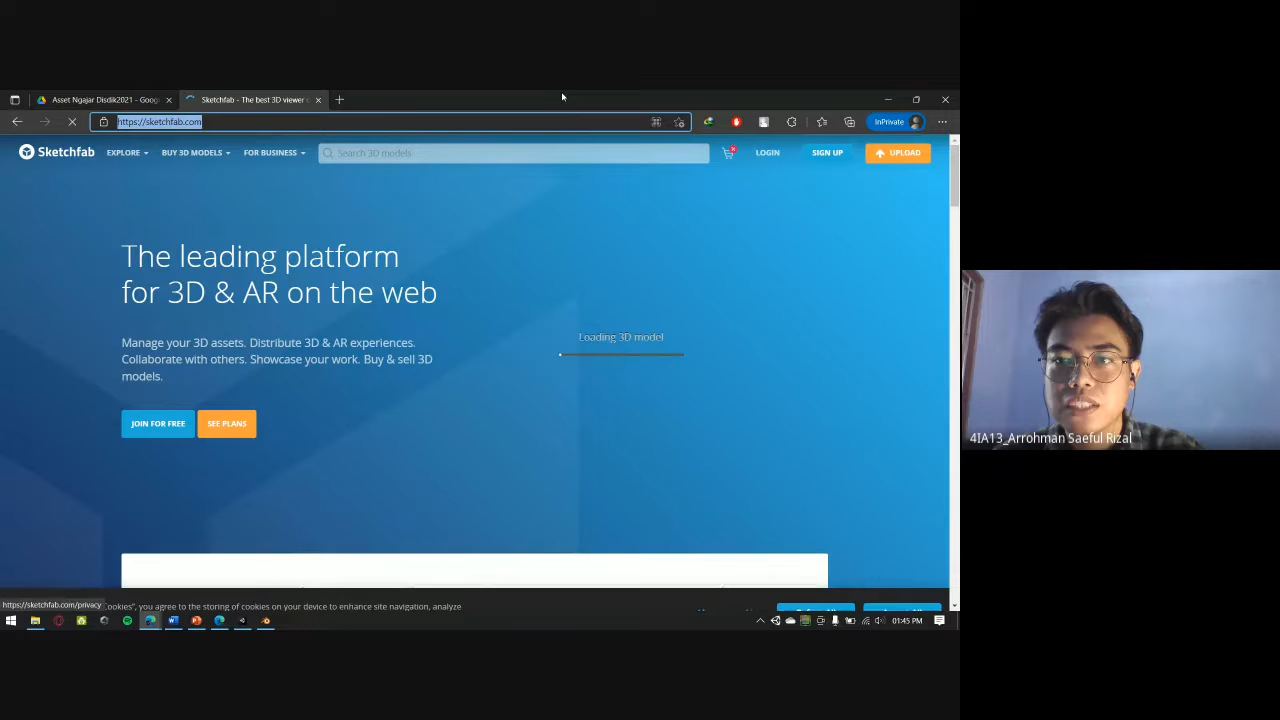 Asset Ngajar Disdik2021 - Goog
Sketchfab - The best 3D viewer
https://sketchfab.com
InPrivate
Sketchfab
EXPLORE
BUY 3D MODELS
FOR BUSINESS
Search 3D models
LOGIN
SIGN UP
UPLOAD
The leading platform
for 3D & AR on the web
Manage your 3D assets. Distribute 3D & AR experiences.
Collaborate with others. Showcase your work. Buy & sell 3D
models.
JOIN FOR FREE
SEE PLANS
Loading 3D model
4IA13_Arrohman Saeful Rizal
https://sketchfab.com/privacy
Cookies", you agree to the storing of cookies on your device to enhance site navigation, analyze
01:45 PM